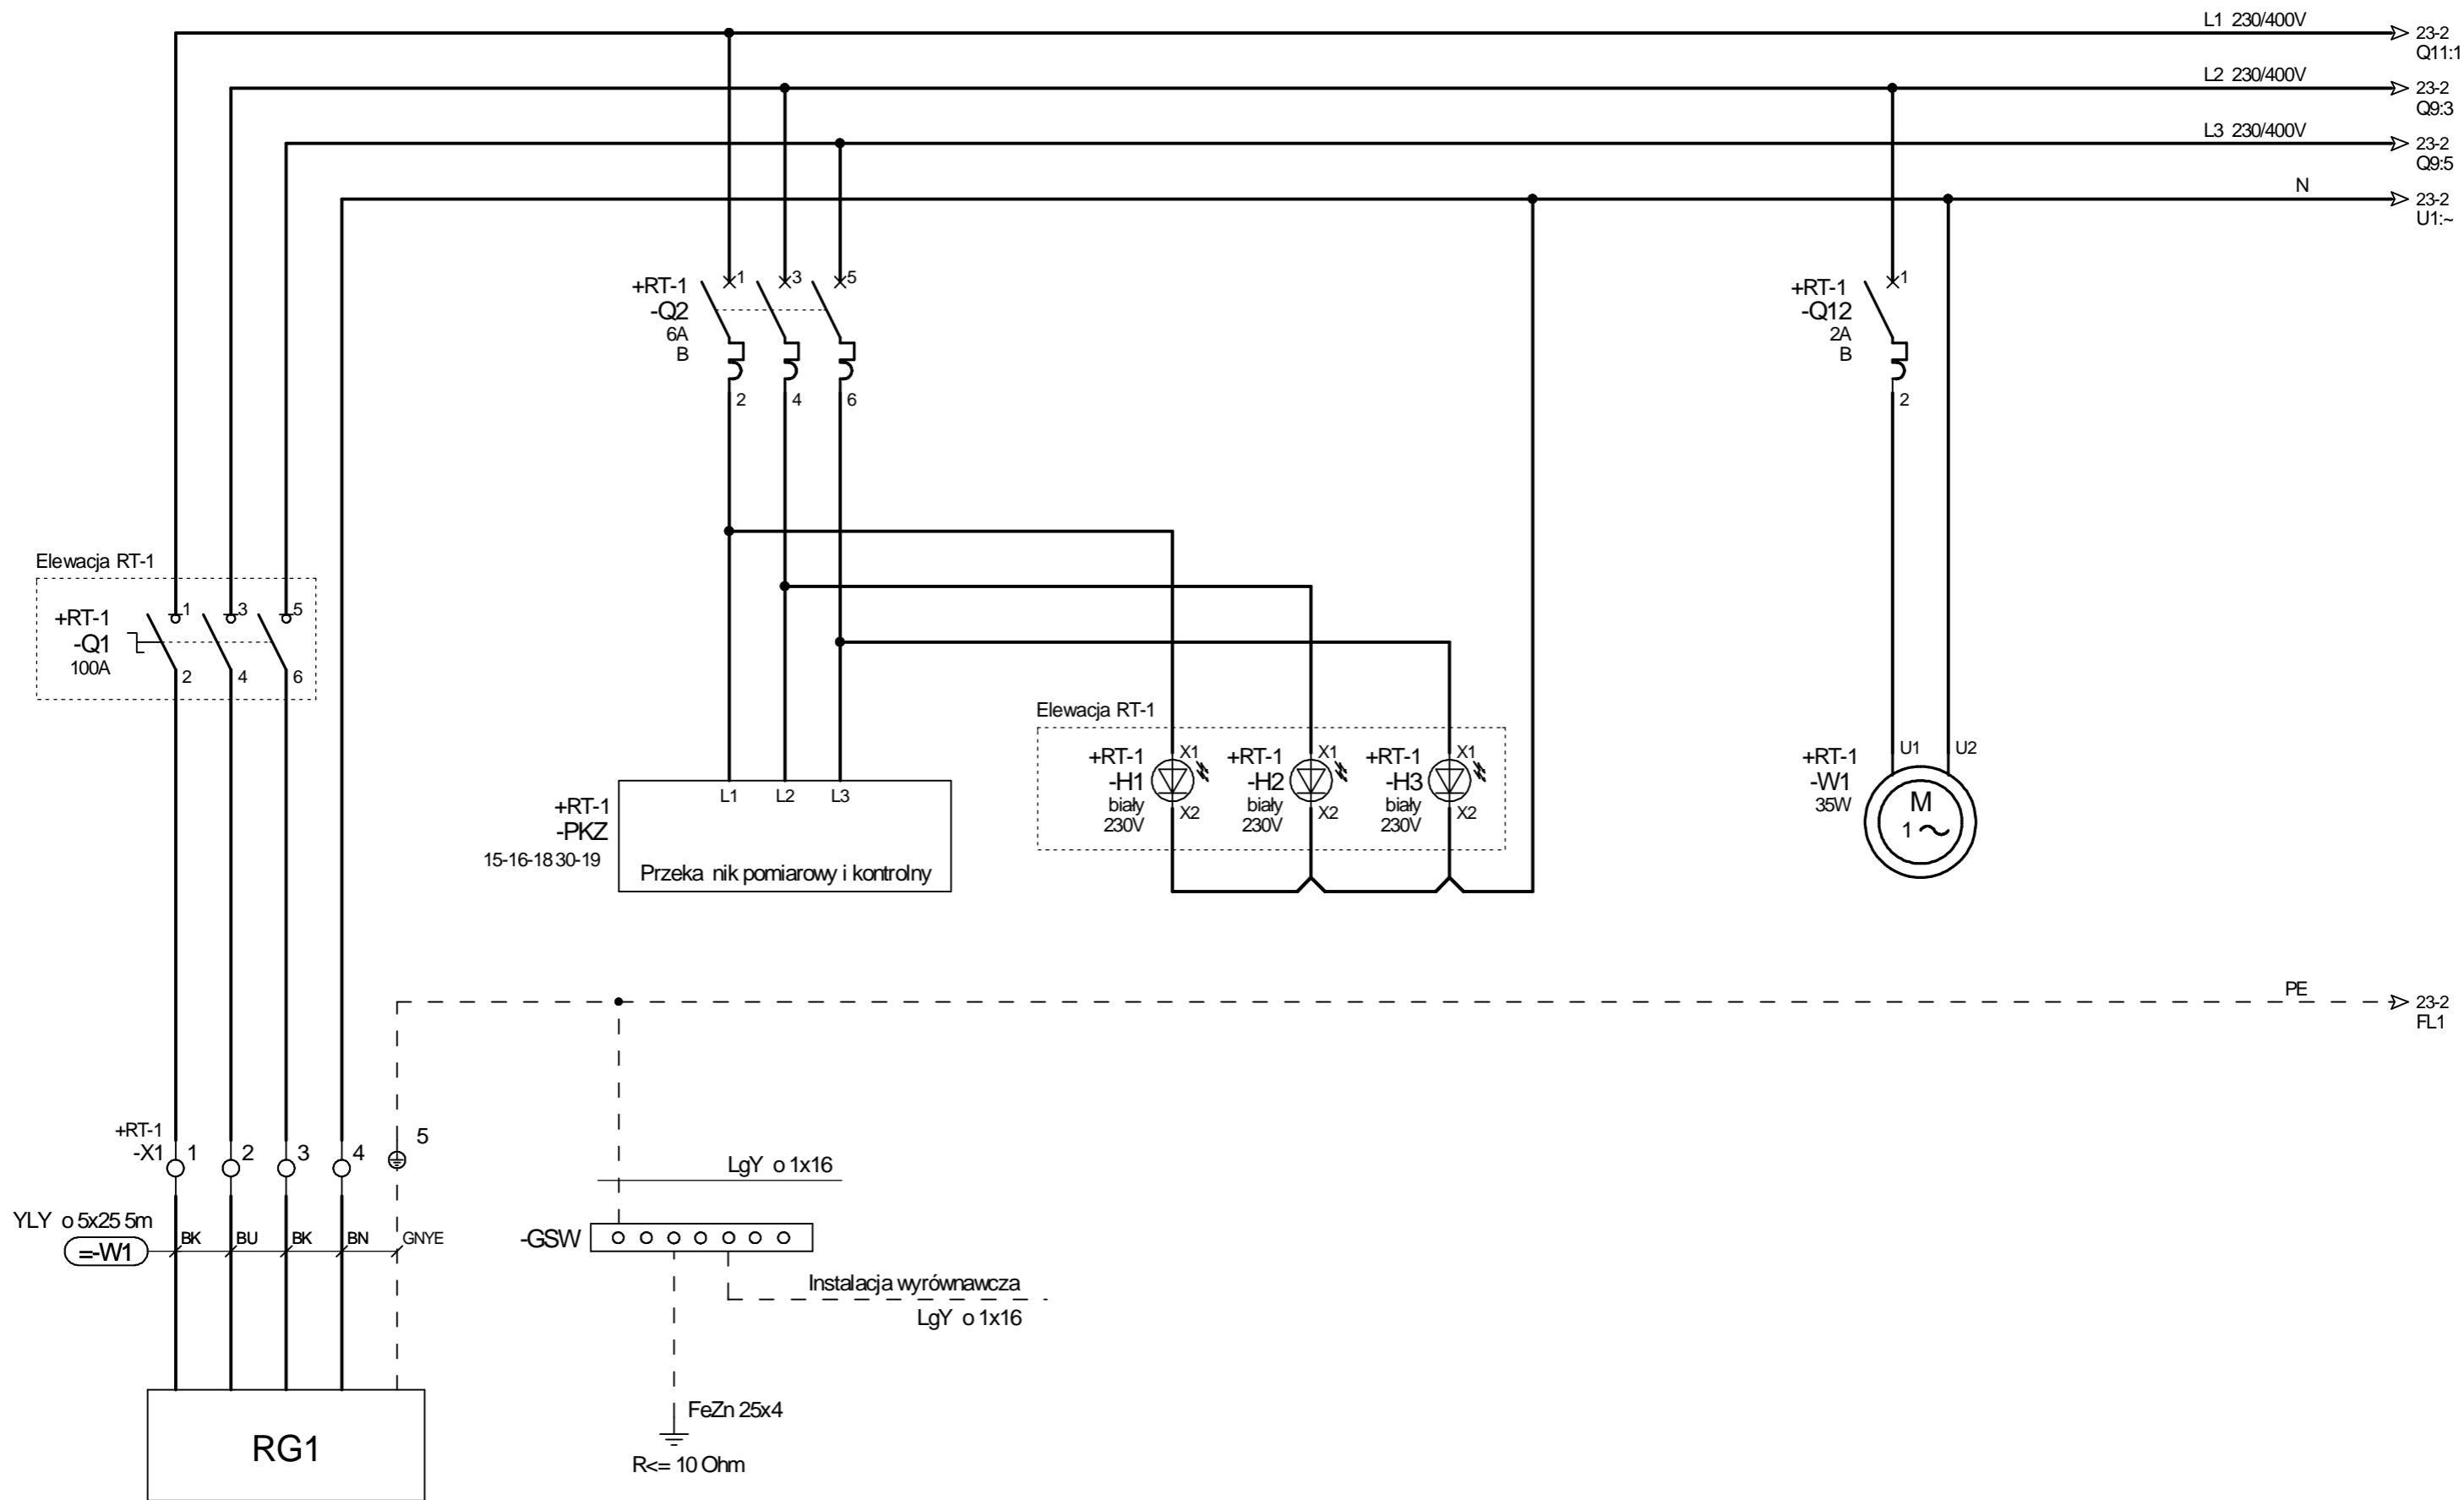 L1 230/400V
23-2
Q11:1
L2 230/400V
23-2
Q9:3
L3 230/400V
23-2
Q9:5
N
23-2
U1:~
+RT-1
-Q2
6A
B
1
3
5
2
4
6
+RT-1
-Q12
2A
B
1
2
Elewacja RT-1
+RT-1
-Q1
100A
1
3
5
2
4
6
Elewacja RT-1
+RT-1
-H1
biały
230V
X1
X2
+RT-1
-H2
biały
230V
X1
X2
+RT-1
-H3
biały
230V
X1
X2
+RT-1
-W1
35W
U1
U2
M
1~
+RT-1
-PKZ
15-16-18 30-19
L1
L2
L3
Przeka nik pomiarowy i kontrolny
PE
23-2
FL1
+RT-1
-X1
1
2
3
4
5
LgY o 1x16
YLY o 5x25 5m
=-W1
BK
BU
BK
BN
GNYE
-GSW
Instalacja wyrównawcza
LgY o 1x16
FeZn 25x4
R<= 10 Ohm
RG1